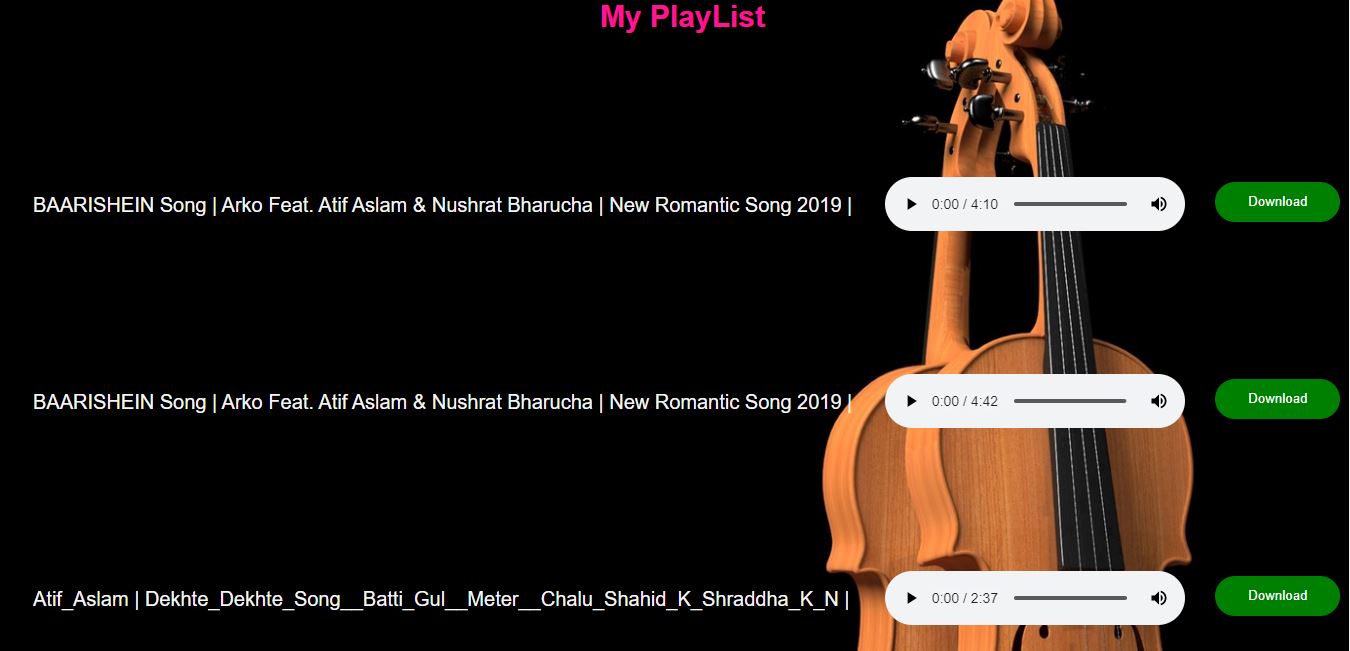 My PlayList
BAARISHEIN Song | Arko Feat. Atif Aslam & Nushrat Bharucha | New Romantic Song 2019 | 0:00 / 4:10 Download
BAARISHEIN Song | Arko Feat. Atif Aslam & Nushrat Bharucha | New Romantic Song 2019 | 0:00 / 4:42 Download
Atif_Aslam | Dekhte_Dekhte_Song__Batti_Gul__Meter__Chalu_Shahid_K_Shraddha_K_N | 0:00 / 2:37 Download